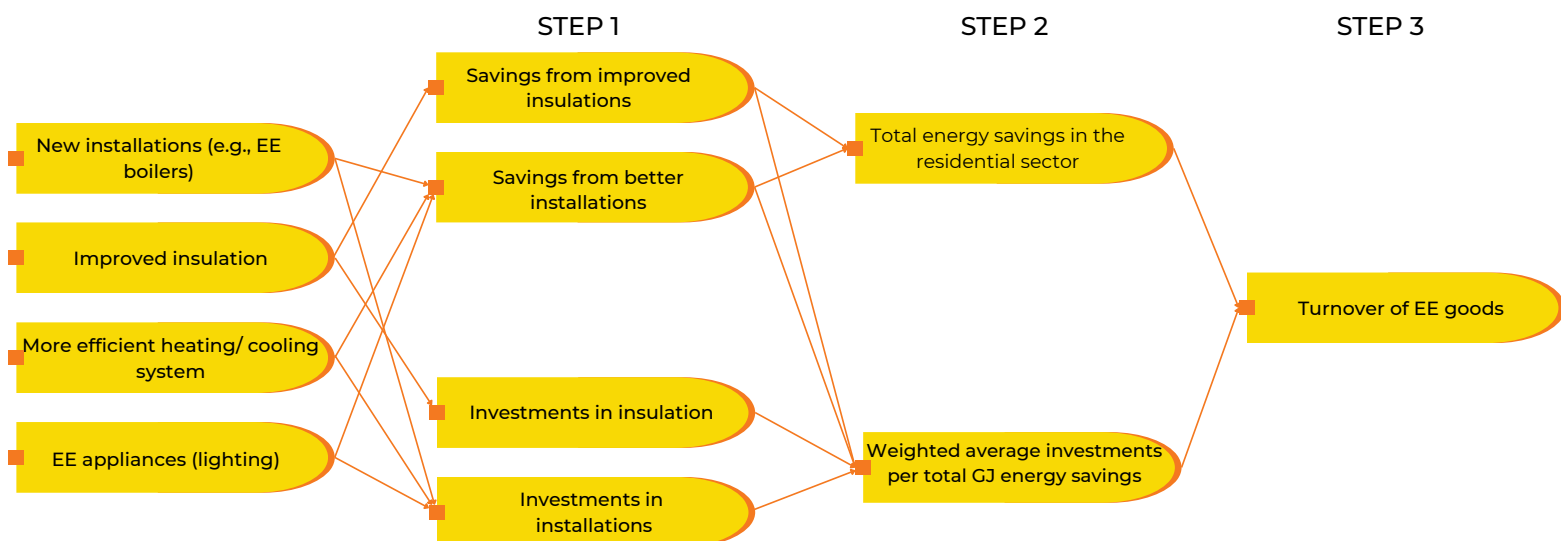 STEP 1
STEP 2
STEP 3
New installations (e.g., EE
boilers)
Improved insulation
More efficient heating/ cooling
system
EE appliances (lighting)
Savings from improved
insulations
Savings from better
installations
Investments in insulation
Investments in
installations
Total energy savings in the
residential sector
Weighted average investments
per total GJ energy savings
Turnover of EE goods